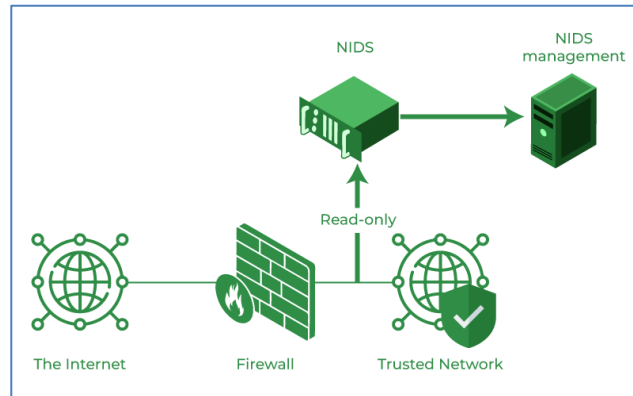 NIDS
NIDS
management
Read-only
The Internet
Firewall
Trusted Network